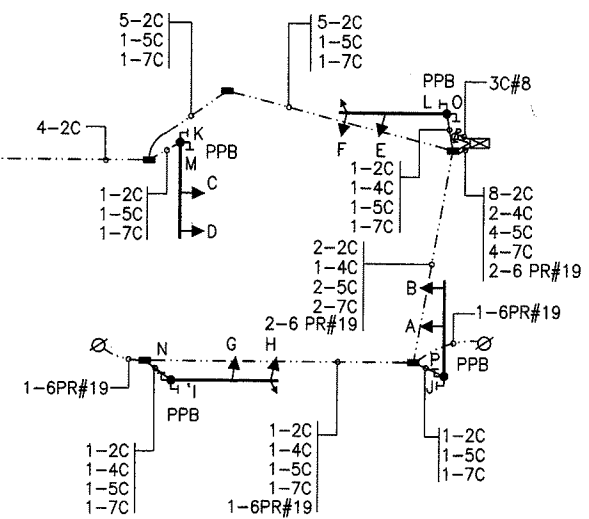 5-2C
1-5C
1-7C
5-2C
1-5C
1-7C
PPB
L
O
3C#8
4-2C
K
PPB
M
C
D
F
E
1-2C
1-5C
1-7C
1-2C
1-4C
1-5C
1-7C
8-2C
2-4C
4-5C
4-7C
2-6 PR#19
2-2C
1-4C
2-5C
2-7C
2-6 PR#19
B
A
1-6PR#19
N
G
H
P
PPB
J
I
PPB
1-6PR#19
1-2C
1-4C
1-5C
1-7C
1-2C
1-4C
1-5C
1-7C
1-6PR#19
1-2C
1-5C
1-7C